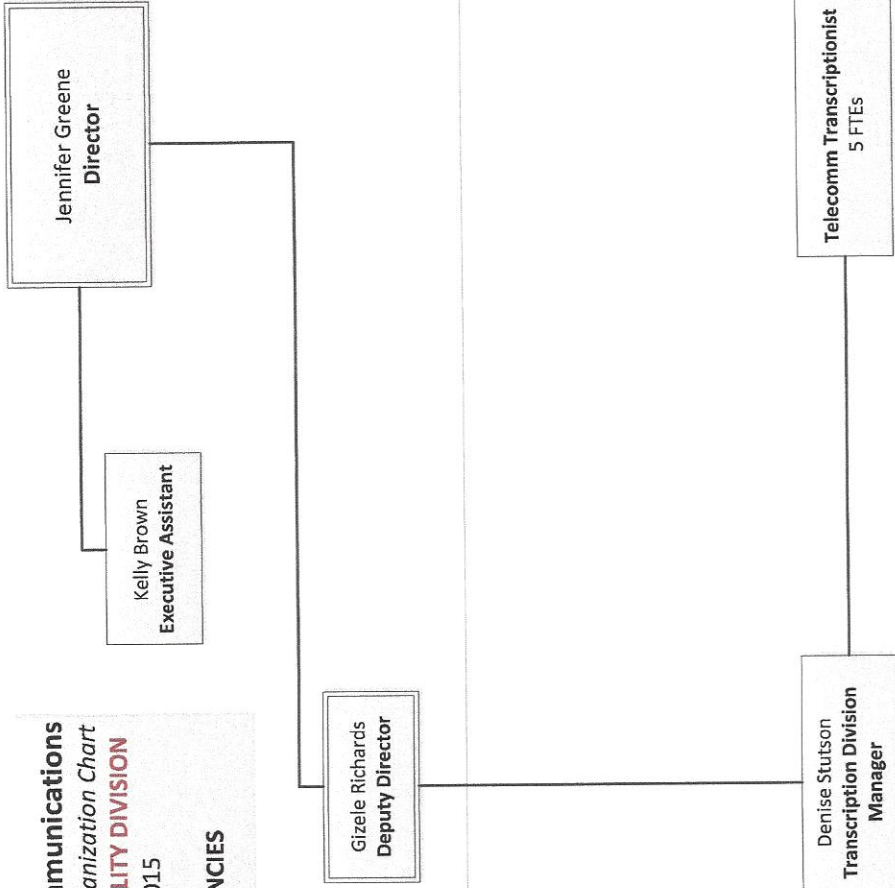 Jennifer Greene
Director
Kelly Brown
Executive Assistant
munications
anization Chart
LITY DIVISION
015
NCIES
Gizele Richards
Deputy Director
Denise Stutson
Transcription Division
Manager
Telecomm Transcriptionist
5 FTEs